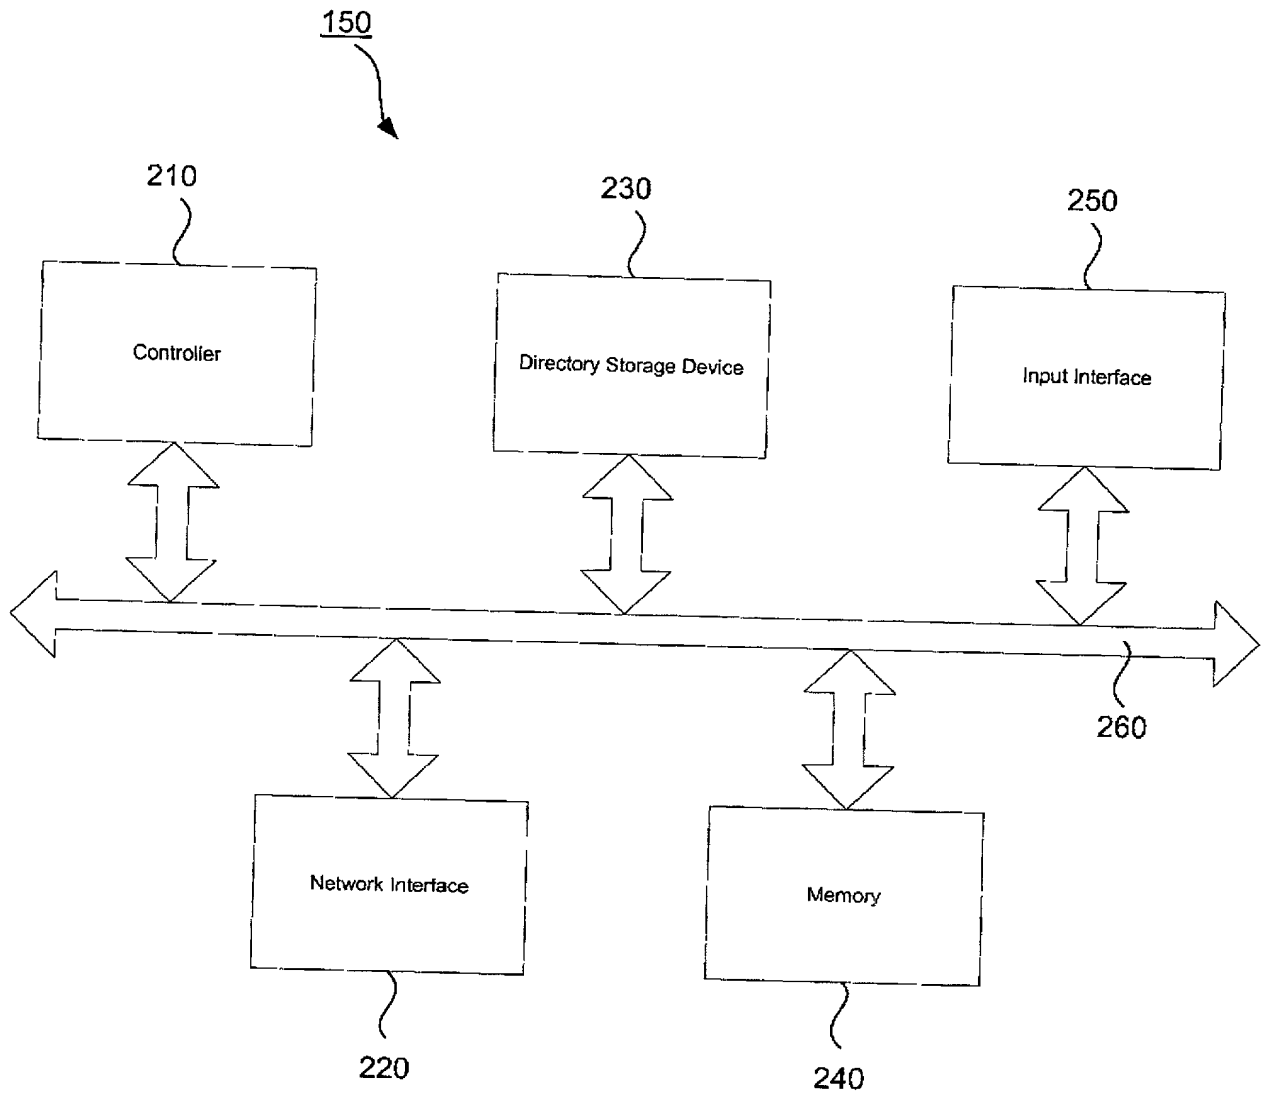 150
210
230
250
Controller
Directory Storage Device
Input Interface
260
Network Interface
Memory
220
240